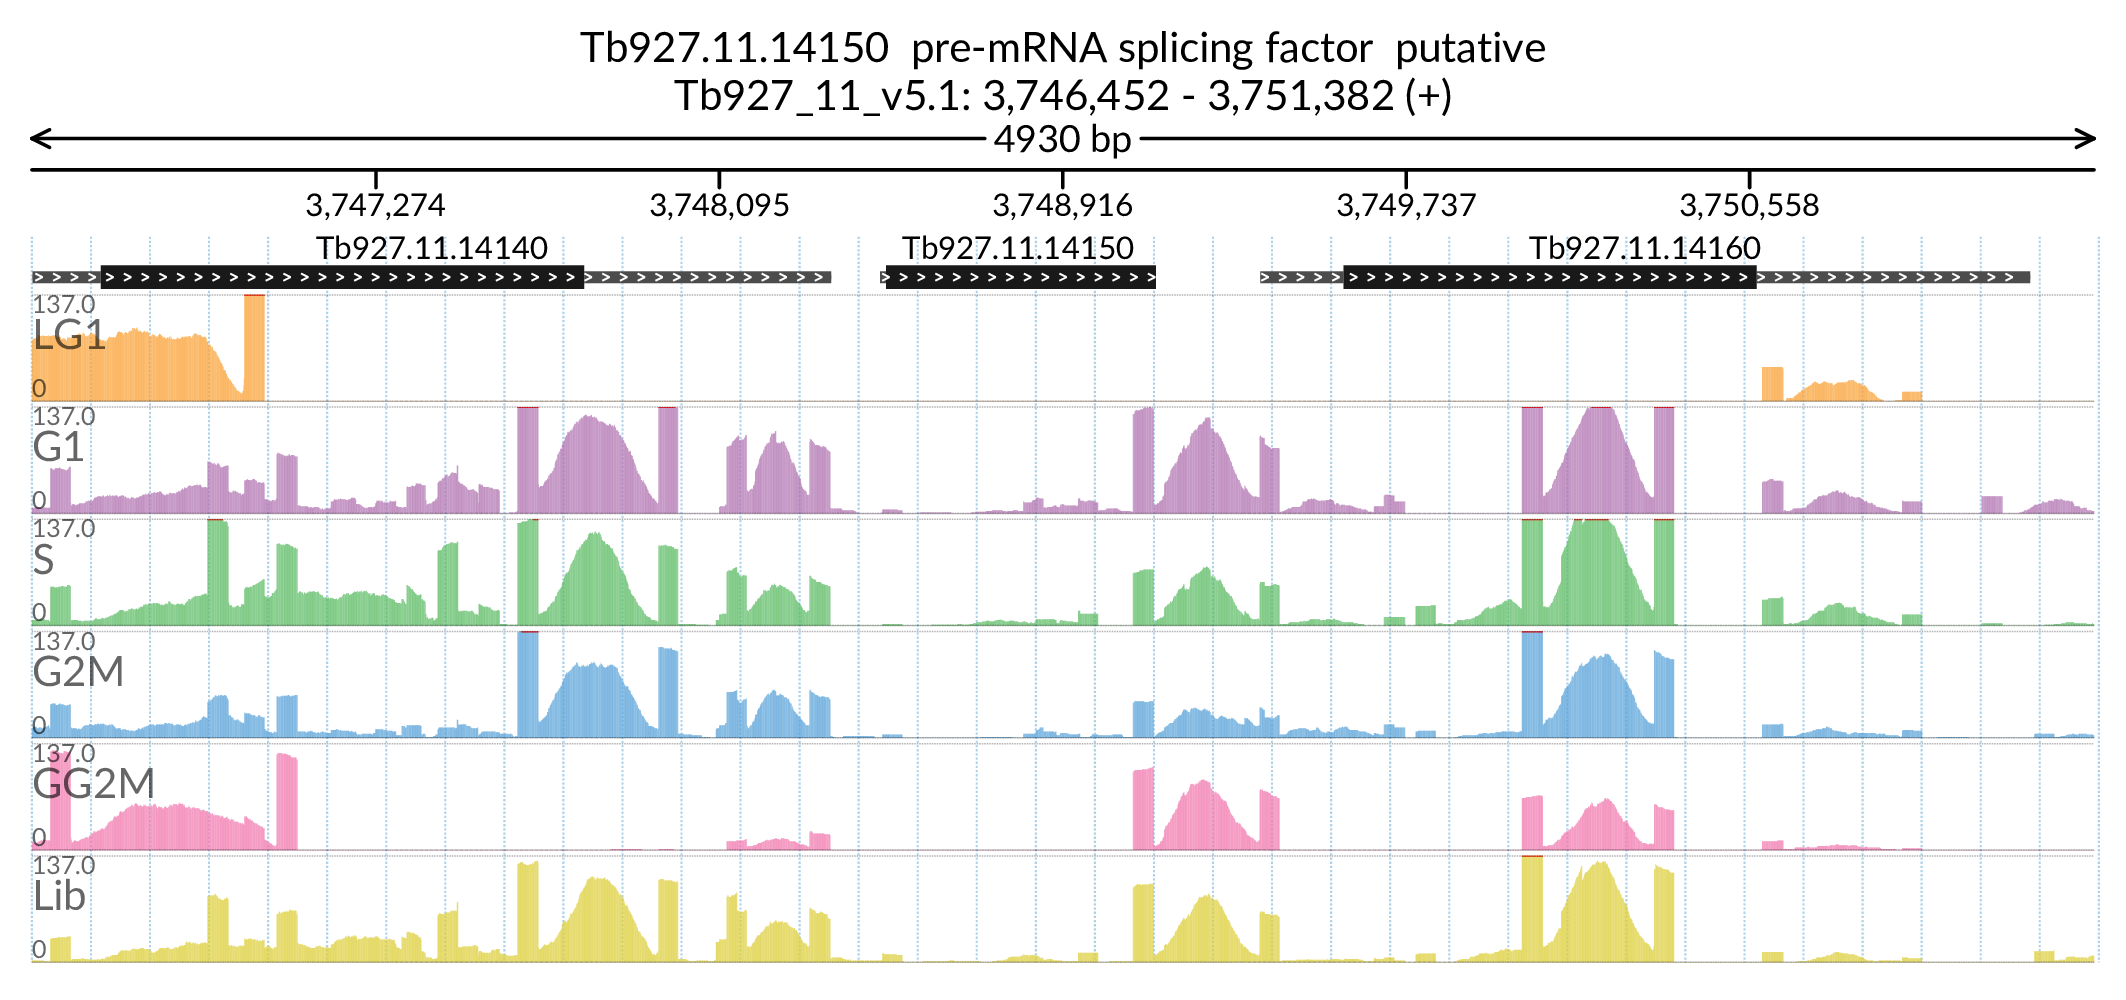 Tb927.11.14150 pre-mRNA splicing factor putative
Tb927_11_v5.1: 3,746,452 - 3,751,382 (+)
4930 bp
3,747,274 3,748,095 3,748,916 3,749,737 3,750,558
Tb927.11.14140 Tb927.11.14150 Tb927.11.14160
137.0
LG1
0
137.0
G1
0
137.0
S
0
137.0
G2M
0
137.0
GG2M
0
137.0
Lib
0